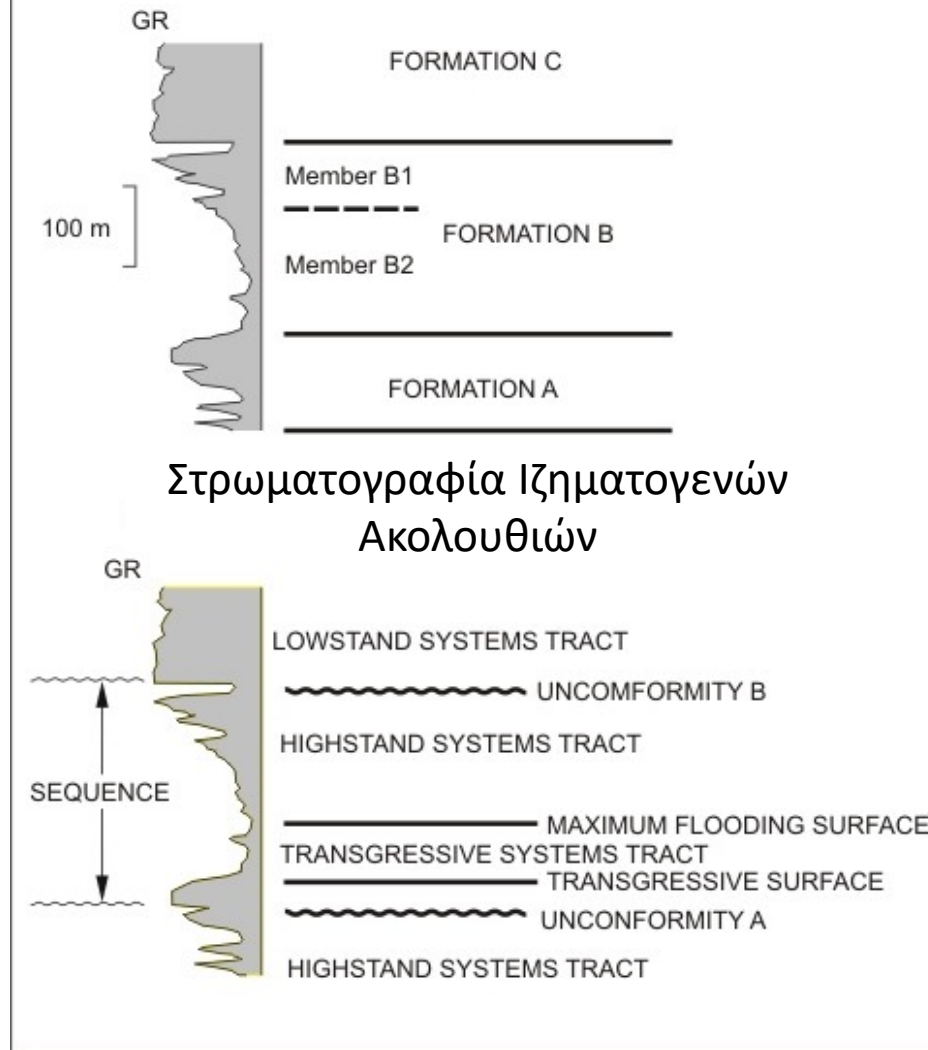 GR
FORMATION C
Member B1
100 m
FORMATION B
Member B2
FORMATION A
Στρωματογραφία Ιζηματογενών
Ακολουθιών
GR
LOWSTAND SYSTEMS TRACT
UNCOMFORMITY B
HIGHSTAND SYSTEMS TRACT
SEQUENCE
MAXIMUM FLOODING SURFACE
TRANSGRESSIVE SYSTEMS TRACT
TRANSGRESSIVE SURFACE
UNCONFORMITY A
HIGHSTAND SYSTEMS TRACT